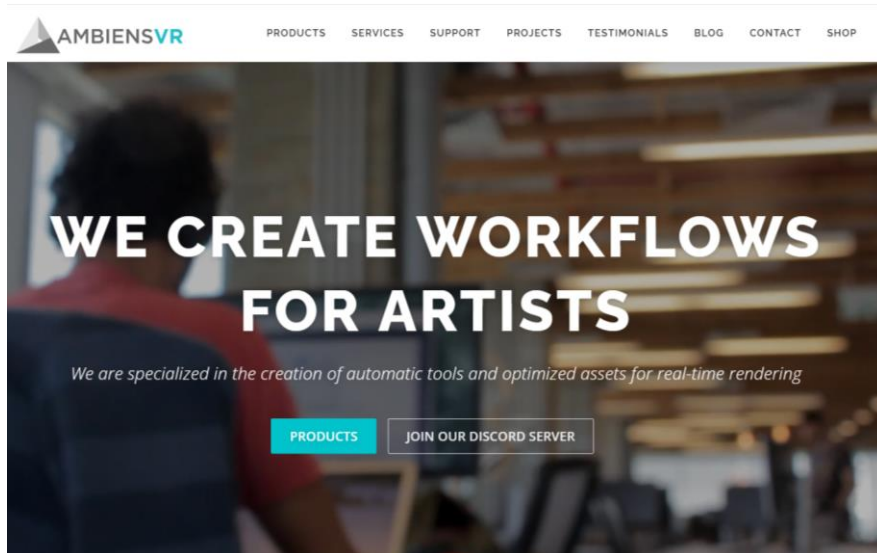 AMBIENSVR
PRODUCTS SERVICES SUPPORT PROJECTS TESTIMONIALS BLOG CONTACT SHOP
WE CREATE WORKFLOWS
FOR ARTISTS
We are specialized in the creation of automatic tools and optimized assets for real-time rendering
PRODUCTS JOIN OUR DISCORD SERVER